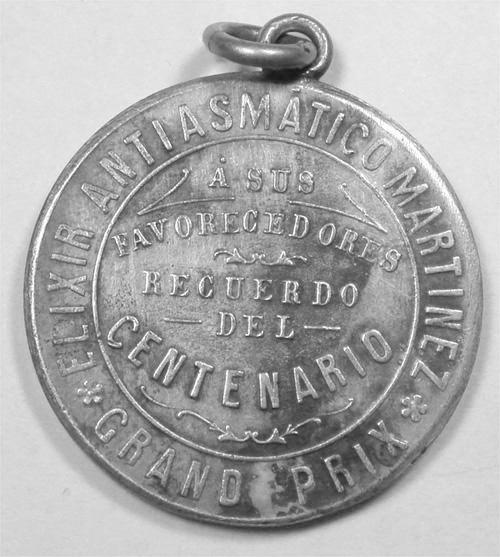 ELIXIR ANTIASMÁTICO MARTINEZ
GRAND PRIX
Á SUS
FAVORECEDORES
RECUERDO
DEL
CENTENARIO